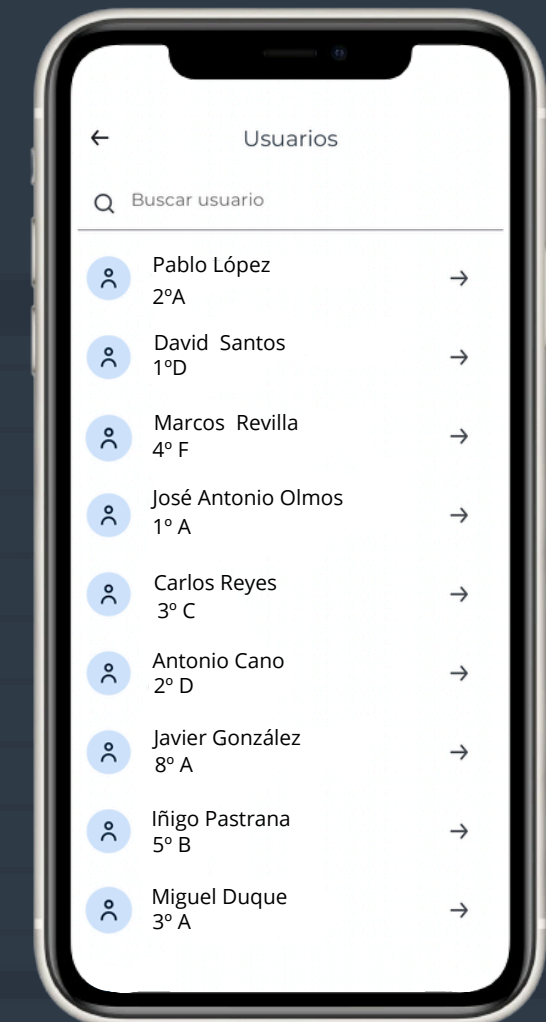 Usuarios
Buscar usuario
Pablo López
2ºA
David Santos
1ºD
Marcos Revilla
4º F
José Antonio Olmos
1º A
Carlos Reyes
3º C
Antonio Cano
2º D
Javier González
8º A
Iñigo Pastrana
5º B
Miguel Duque
3º A